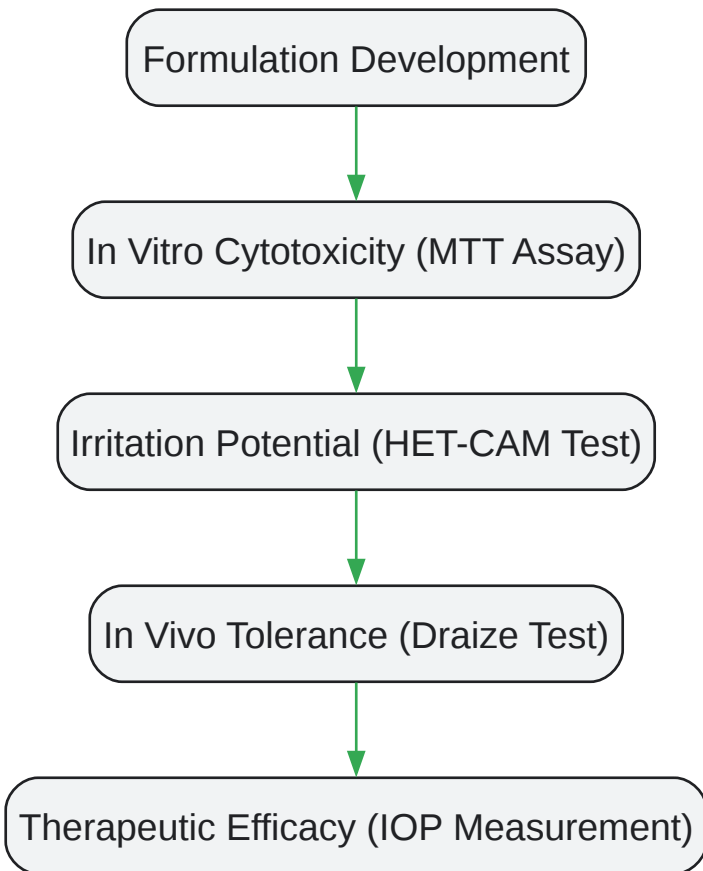 Formulation Development
In Vitro Cytotoxicity (MTT Assay)
Irritation Potential (HET-CAM Test)
In Vivo Tolerance (Draize Test)
Therapeutic Efficacy (IOP Measurement)